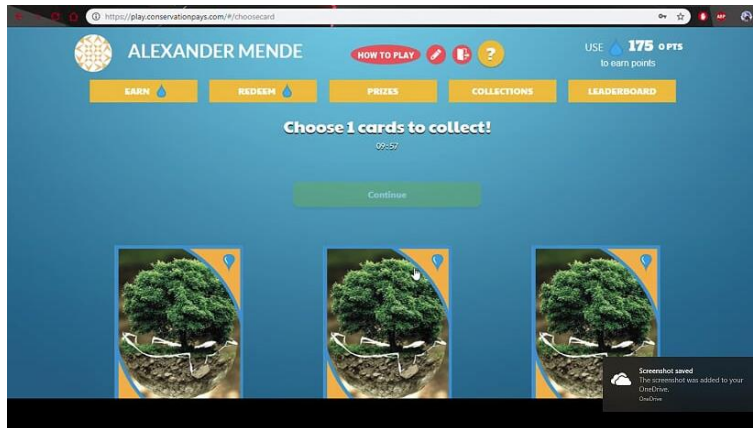 https://play.conservationpays.com/#/choosecard
ABP
ALEXANDER MENDE
HOW TO PLAY
?
USE 175 0 PTS
to earn points
EARN
REDEEM
PRIZES
COLLECTIONS
LEADERBOARD
Choose 1 cards to collect!
09:57
Continue
Screenshot saved
The screenshot was added to your
OneDrive.
OneDrive